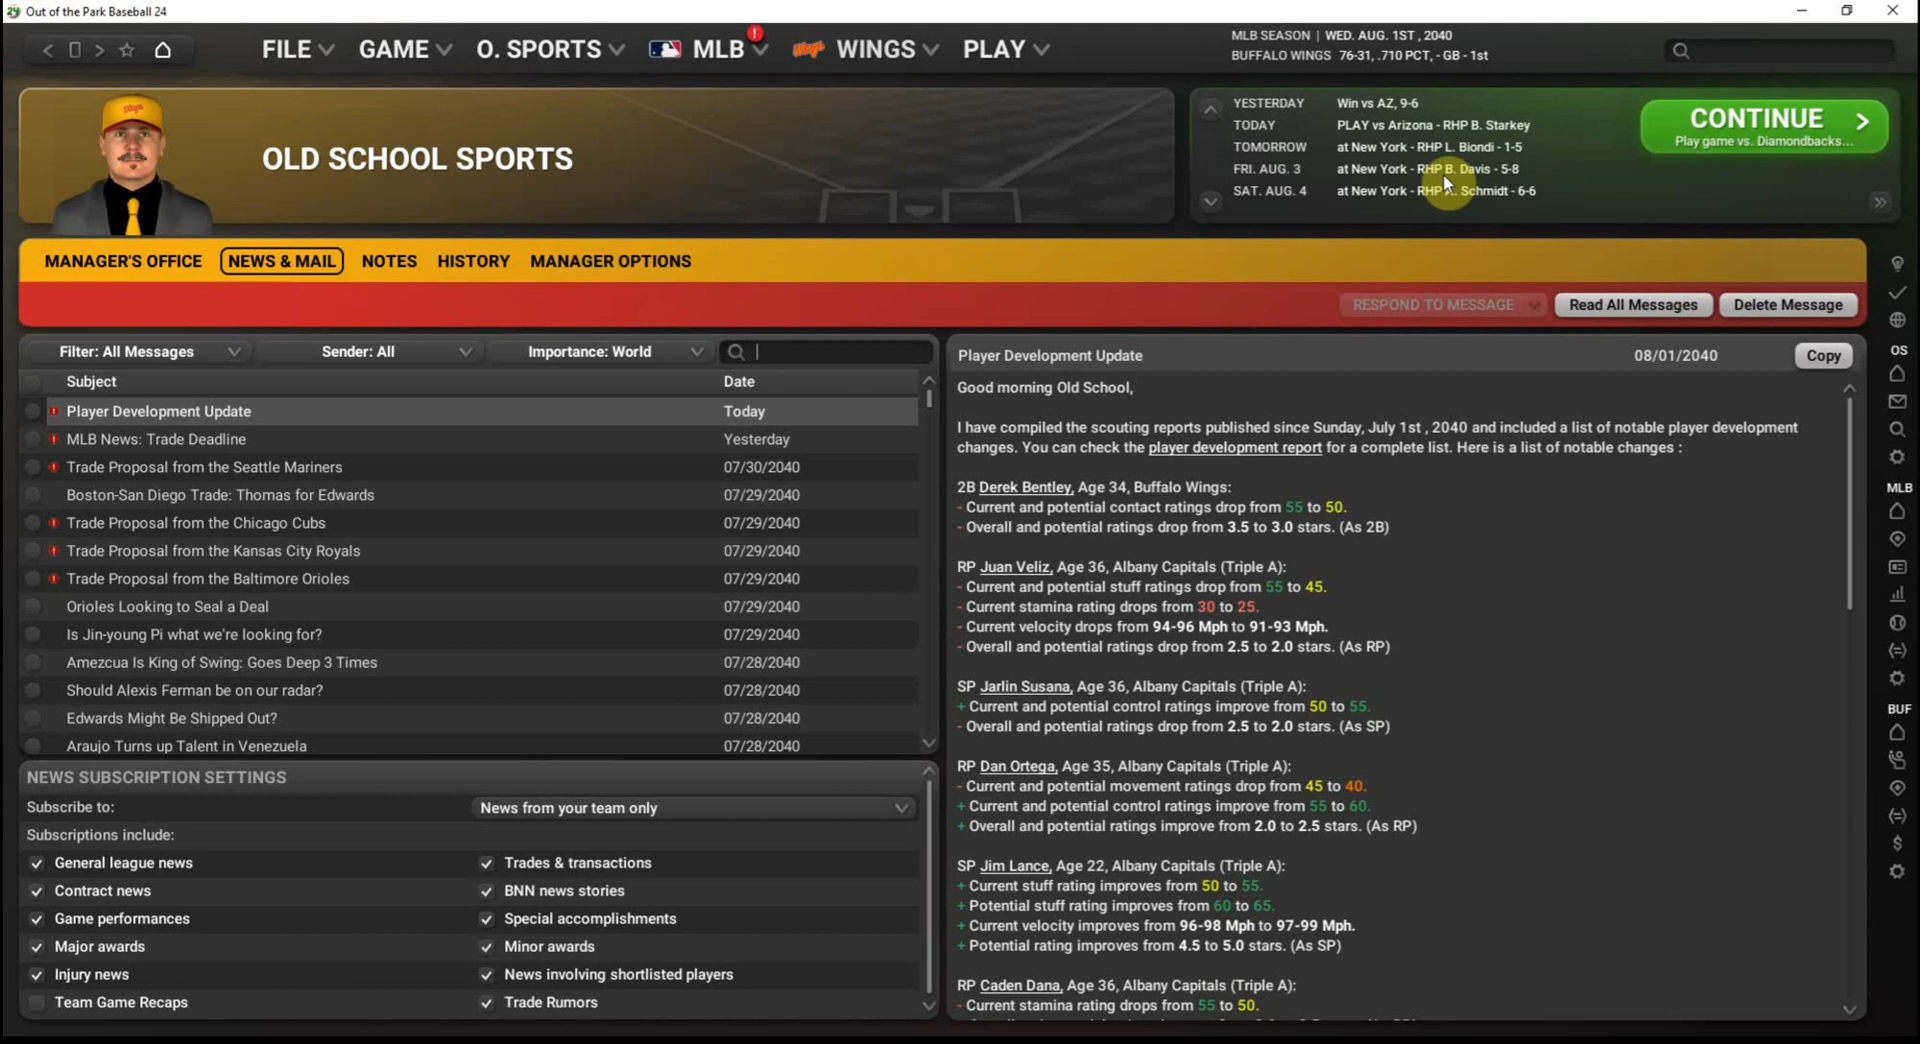 Out of the Park Baseball 24
FILE
GAME
O. SPORTS
MLB
WINGS
PLAY
MLB SEASON | WED. AUG. 1ST , 2040
BUFFALO WINGS 76-31, .710 PCT, - GB - 1st
OLD SCHOOL SPORTS
YESTERDAY Win vs AZ, 9-6
TODAY PLAY vs Arizona - RHP B. Starkey
TOMORROW at New York - RHP L. Biondi - 1-5
FRI. AUG. 3 at New York - RHP B. Davis - 5-8
SAT. AUG. 4 at New York - RHP Schmidt - 6-6
CONTINUE
Play game vs. Diamondbacks...
MANAGER'S OFFICE NEWS & MAIL NOTES HISTORY MANAGER OPTIONS
RESPOND TO MESSAGE Read All Messages Delete Message
Filter: All Messages Sender: All Importance: World
Subject Date
Player Development Update Today
MLB News: Trade Deadline Yesterday
Trade Proposal from the Seattle Mariners 07/30/2040
Boston-San Diego Trade: Thomas for Edwards 07/29/2040
Trade Proposal from the Chicago Cubs 07/29/2040
Trade Proposal from the Kansas City Royals 07/29/2040
Trade Proposal from the Baltimore Orioles 07/29/2040
Orioles Looking to Seal a Deal 07/29/2040
Is Jin-young Pi what we're looking for? 07/29/2040
Amezcua Is King of Swing: Goes Deep 3 Times 07/28/2040
Should Alexis Ferman be on our radar? 07/28/2040
Edwards Might Be Shipped Out? 07/28/2040
Araujo Turns up Talent in Venezuela 07/28/2040
NEWS SUBSCRIPTION SETTINGS
Subscribe to: News from your team only
Subscriptions include:
General league news Trades & transactions
Contract news BNN news stories
Game performances Special accomplishments
Major awards Minor awards
Injury news News involving shortlisted players
Team Game Recaps Trade Rumors
Player Development Update 08/01/2040 Copy
Good morning Old School,
I have compiled the scouting reports published since Sunday, July 1st , 2040 and included a list of notable player development
changes. You can check the player development report for a complete list. Here is a list of notable changes :
2B Derek Bentley, Age 34, Buffalo Wings:
- Current and potential contact ratings drop from 55 to 50.
- Overall and potential ratings drop from 3.5 to 3.0 stars. (As 2B)
RP Juan Veliz, Age 36, Albany Capitals (Triple A):
- Current and potential stuff ratings drop from 55 to 45.
- Current stamina rating drops from 30 to 25.
- Current velocity drops from 94-96 Mph to 91-93 Mph.
- Overall and potential ratings drop from 2.5 to 2.0 stars. (As RP)
SP Jarlin Susana, Age 36, Albany Capitals (Triple A):
+ Current and potential control ratings improve from 50 to 55.
- Overall and potential ratings drop from 2.5 to 2.0 stars. (As SP)
RP Dan Ortega, Age 35, Albany Capitals (Triple A):
- Current and potential movement ratings drop from 45 to 40.
+ Current and potential control ratings improve from 55 to 60.
+ Overall and potential ratings improve from 2.0 to 2.5 stars. (As RP)
SP Jim Lance, Age 22, Albany Capitals (Triple A):
+ Current stuff rating improves from 50 to 55.
+ Potential stuff rating improves from 60 to 65.
+ Current velocity improves from 96-98 Mph to 97-99 Mph.
+ Potential rating improves from 4.5 to 5.0 stars. (As SP)
RP Caden Dana, Age 36, Albany Capitals (Triple A):
- Current stamina rating drops from 55 to 50.
OS
MLB
BUF